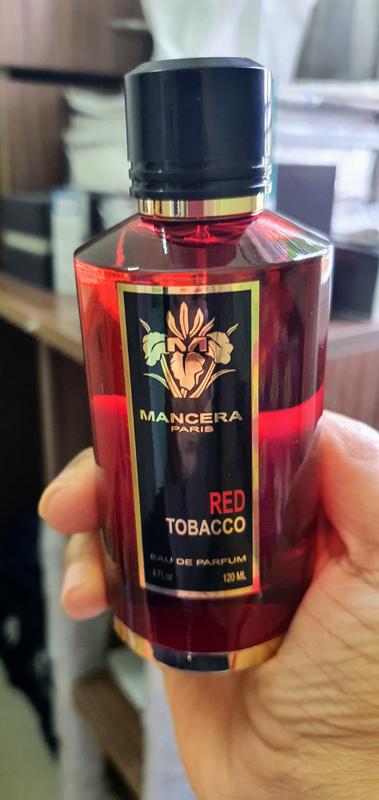 M
MANCERA
PARIS
RED
TOBACCO
EAU DE PARFUM
4 Fl.oz 120 ML